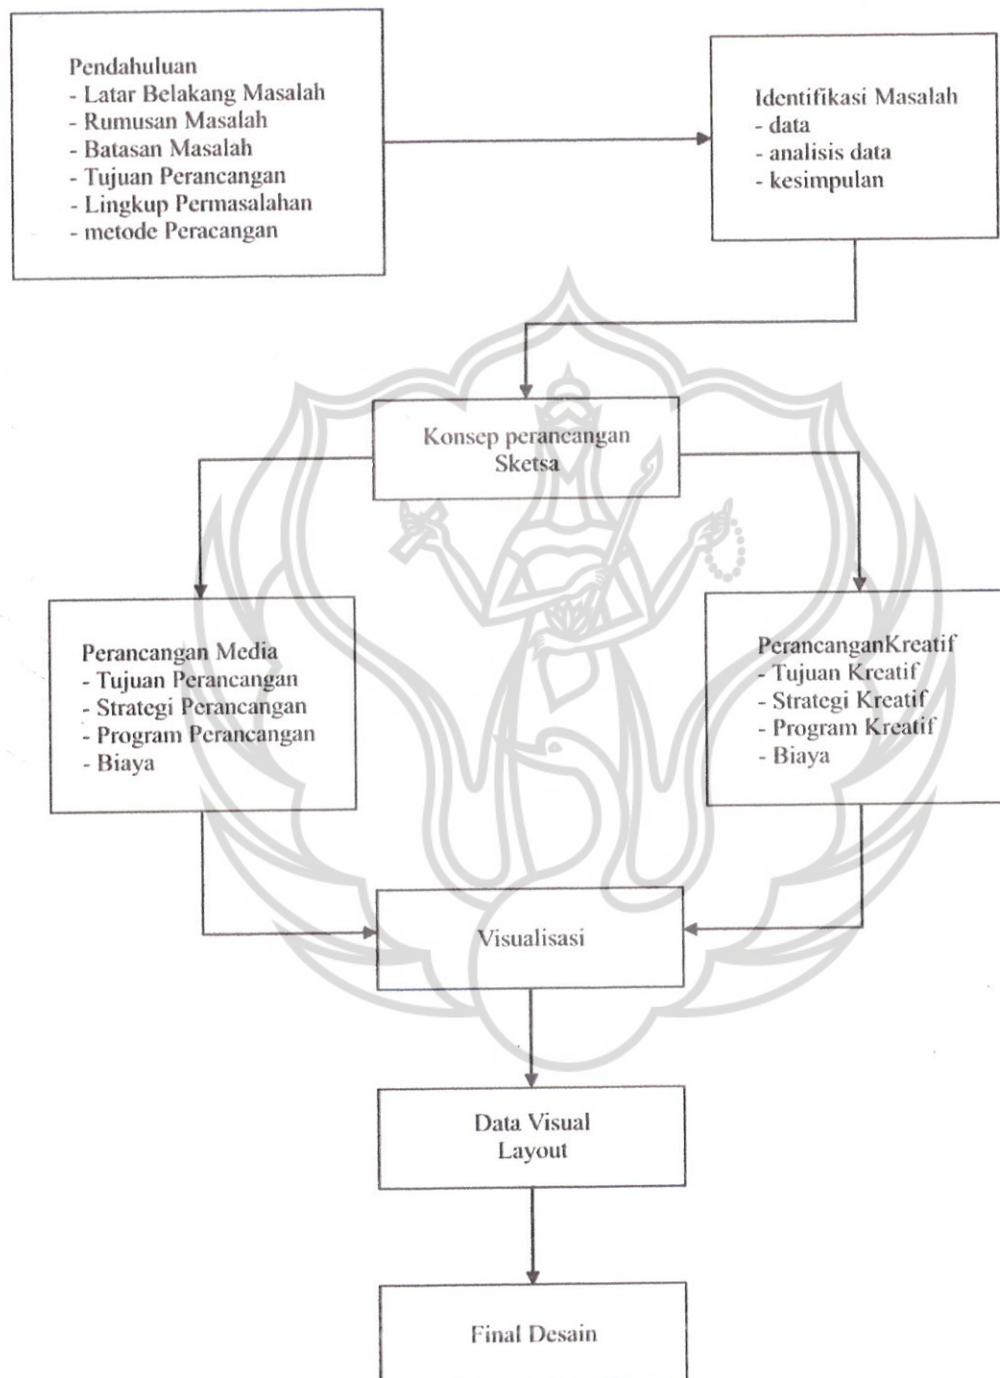 Pendahuluan
- Latar Belakang Masalah
- Rumusan Masalah
- Batasan Masalah
- Tujuan Perancangan
- Lingkup Permasalahan
- metode Peracangan
Identifikasi Masalah
- data
- analisis data
- kesimpulan
Konsep perancangan
Sketsa
Perancangan Media
- Tujuan Perancangan
- Strategi Perancangan
- Program Perancangan
- Biaya
PerancanganKreatif
- Tujuan Kreatif
- Strategi Kreatif
- Program Kreatif
- Biaya
Visualisasi
Data Visual
Layout
Final Desain